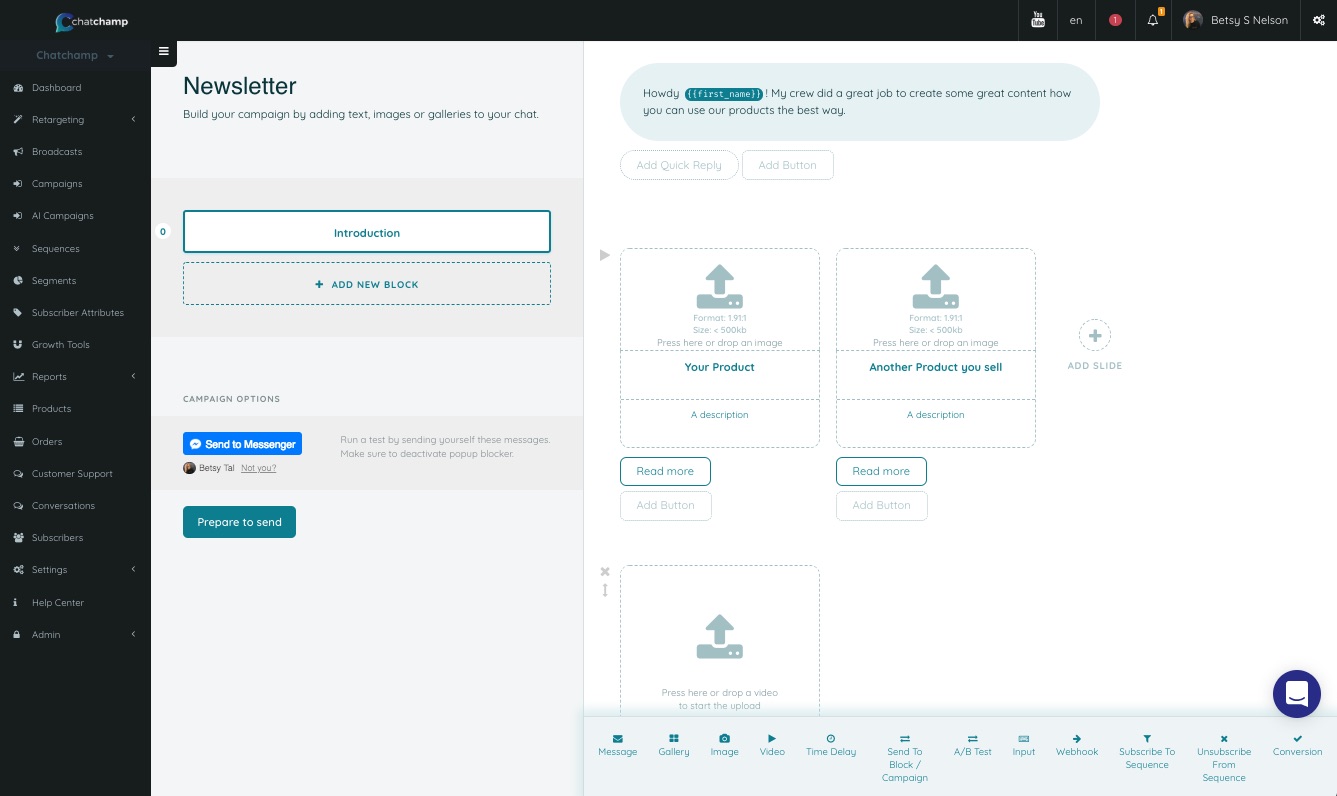 chatchamp
You
Tube
en
1
1
Betsy S Nelson
Chatchamp
Dashboard
Retargeting
Broadcasts
Campaigns
AI Campaigns
Sequences
Segments
Subscriber Attributes
Growth Tools
Reports
Products
Orders
Customer Support
Conversations
Subscribers
Settings
Help Center
Admin
Newsletter
Build your campaign by adding text, images or galleries to your chat.
0
Introduction
+ ADD NEW BLOCK
CAMPAIGN OPTIONS
Send to Messenger
Betsy Tal Not you?
Run a test by sending yourself these messages.
Make sure to deactivate popup blocker.
Prepare to send
Howdy {{first_name}} ! My crew did a great job to create some great content how
you can use our products the best way.
Add Quick Reply
Add Button
Format: 1.91:1
Size: < 500kb
Press here or drop an image
Your Product
A description
Read more
Add Button
Format: 1.91:1
Size: < 500kb
Press here or drop an image
Another Product you sell
A description
Read more
Add Button
ADD SLIDE
Press here or drop a video
to start the upload
Message
Gallery
Image
Video
Time Delay
Send To
Block /
Campaign
A/B Test
Input
Webhook
Subscribe To
Sequence
Unsubscribe
From
Sequence
Conversion